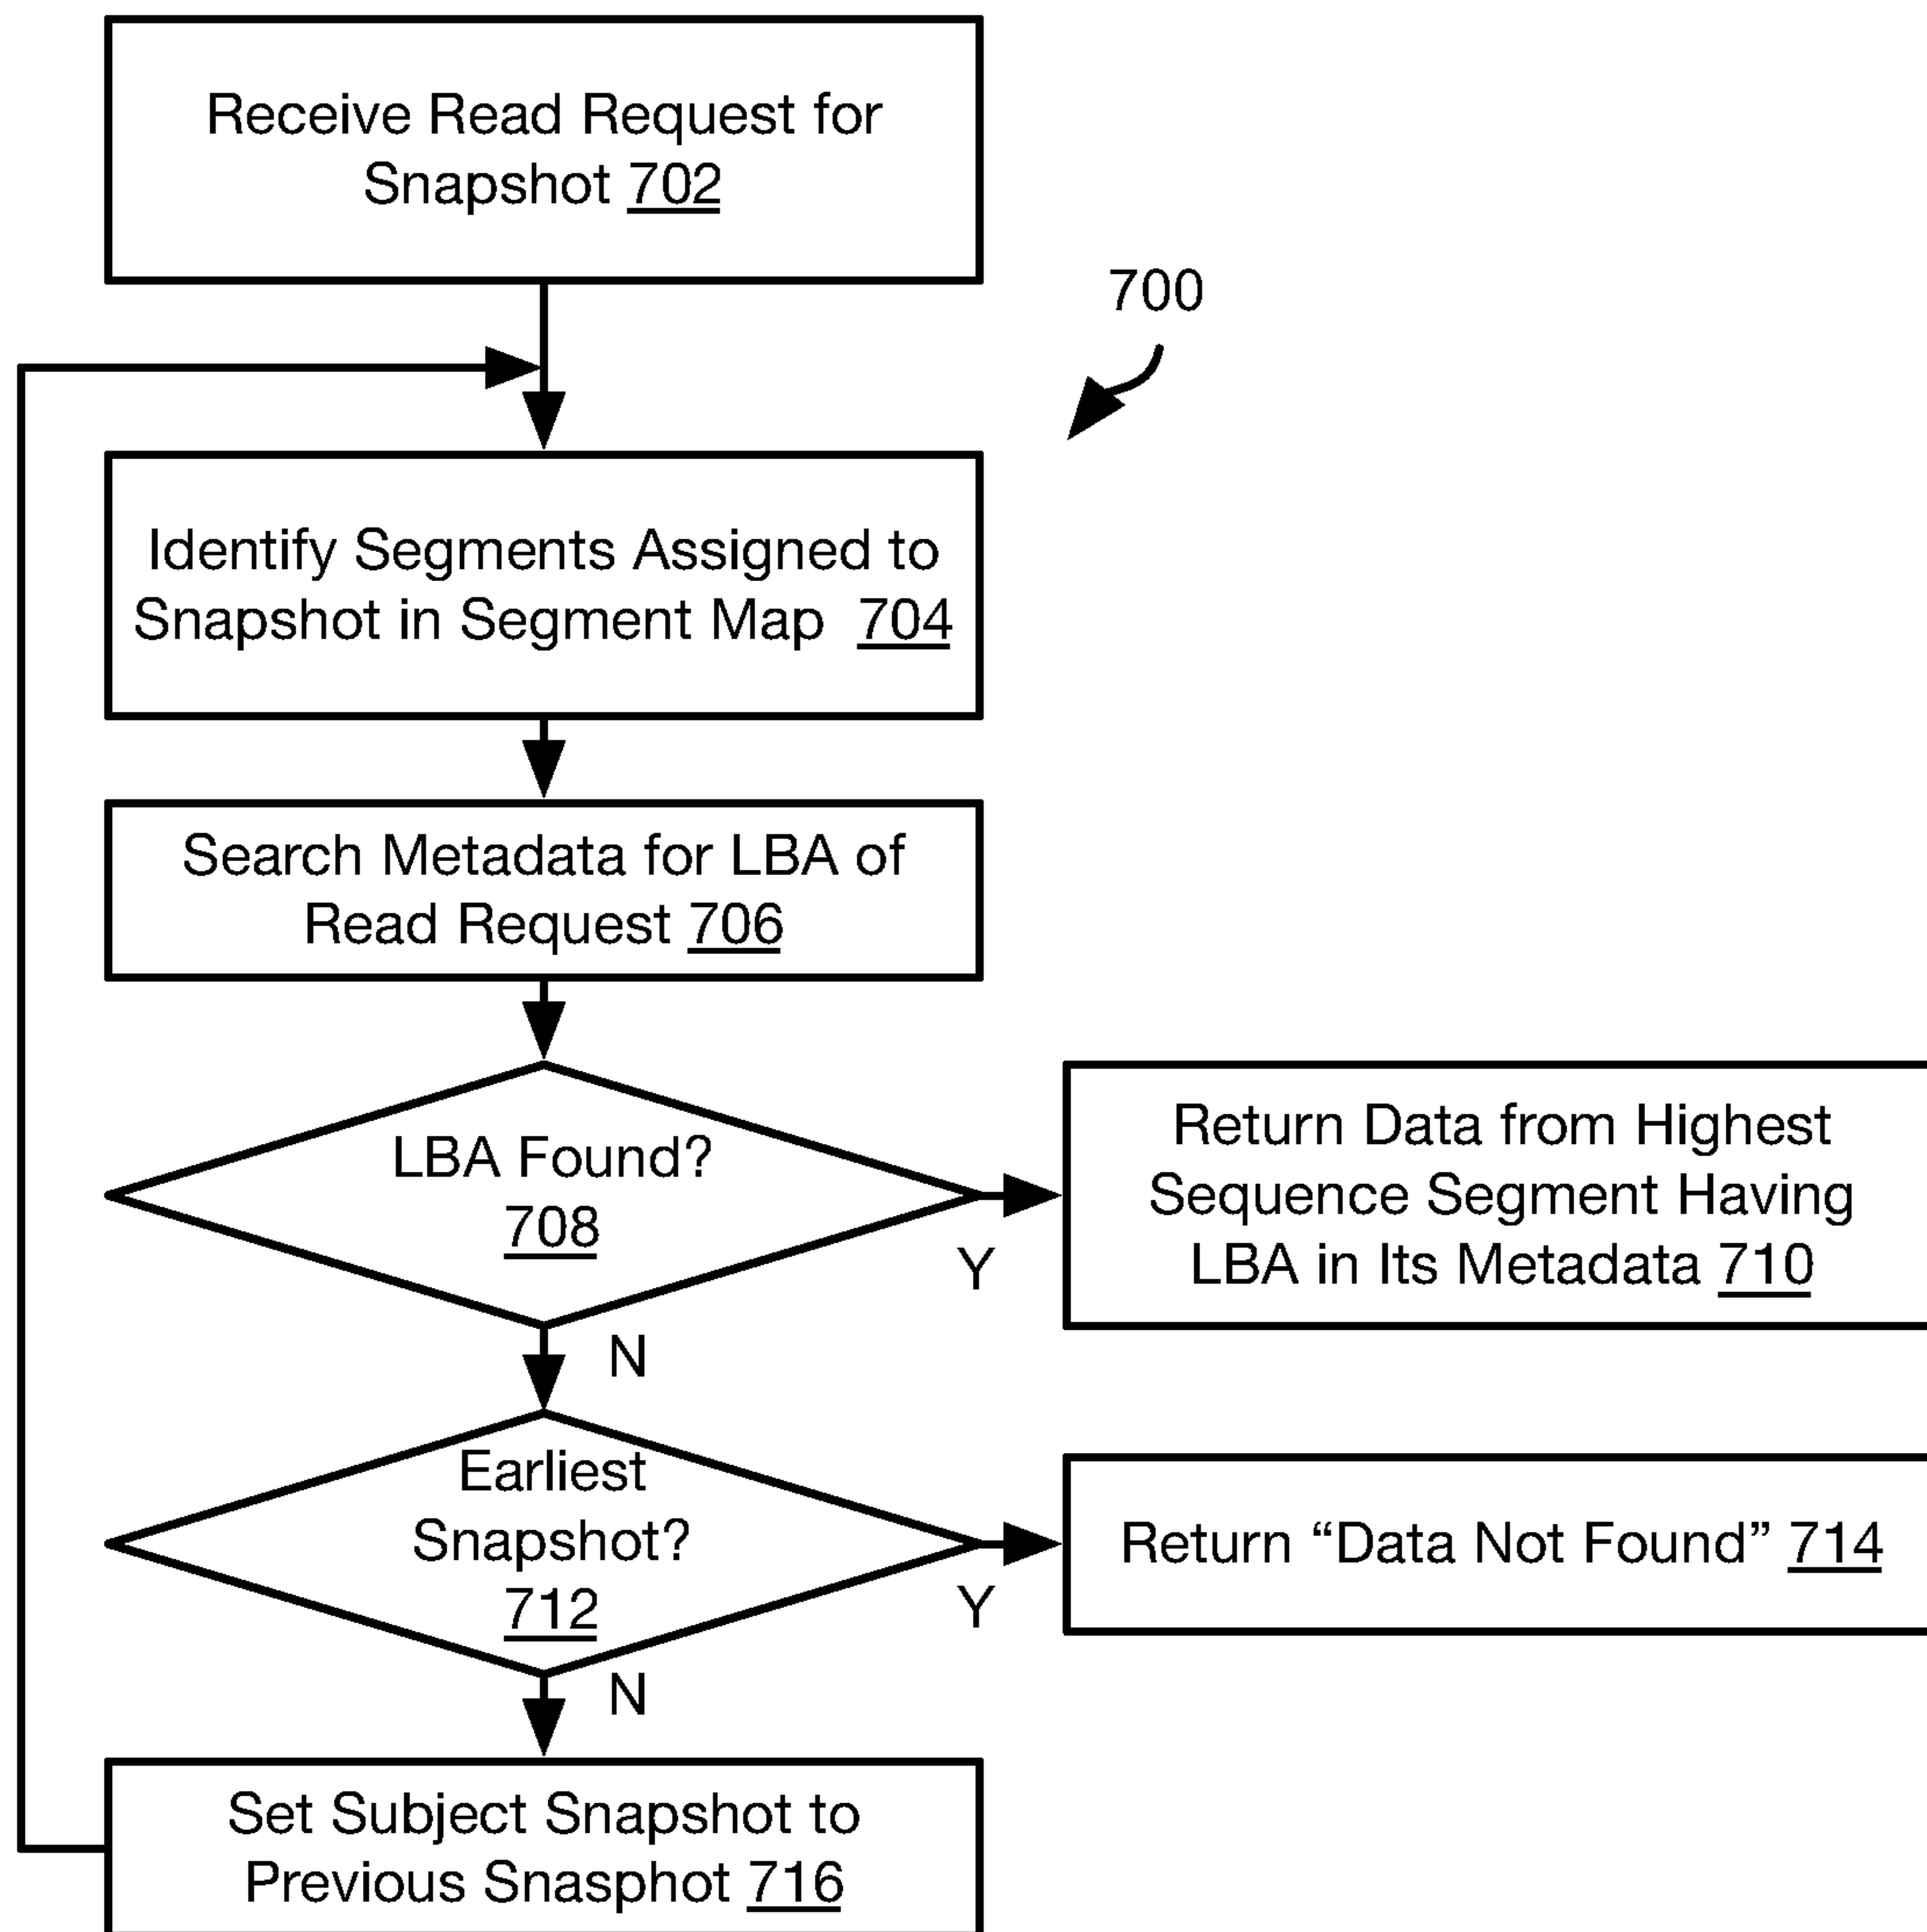 Receive Read Request for
Snapshot 702
700
Identify Segments Assigned to
Snapshot in Segment Map 704
Search Metadata for LBA of
Read Request 706
LBA Found?
708
Y
N
Return Data from Highest
Sequence Segment Having
LBA in Its Metadata 710
Earliest
Snapshot?
712
Y
N
Return “Data Not Found” 714
Set Subject Snapshot to
Previous Snasphot 716